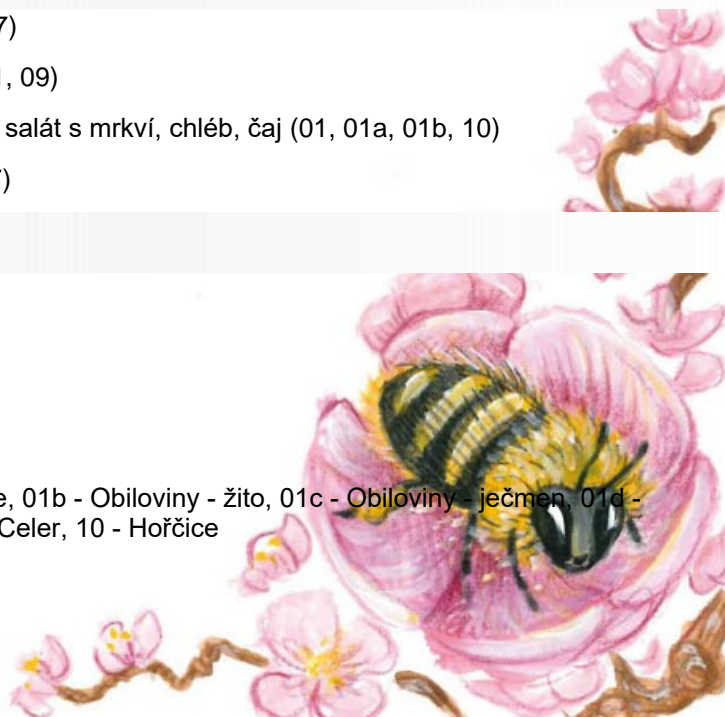 7)
, 09)
salát s mrkví, chléb, čaj (01, 01a, 01b, 10)
)
e, 01b - Obiloviny - žito, 01c - Obiloviny - ječmen, 01d -
Celer, 10 - Hořčice